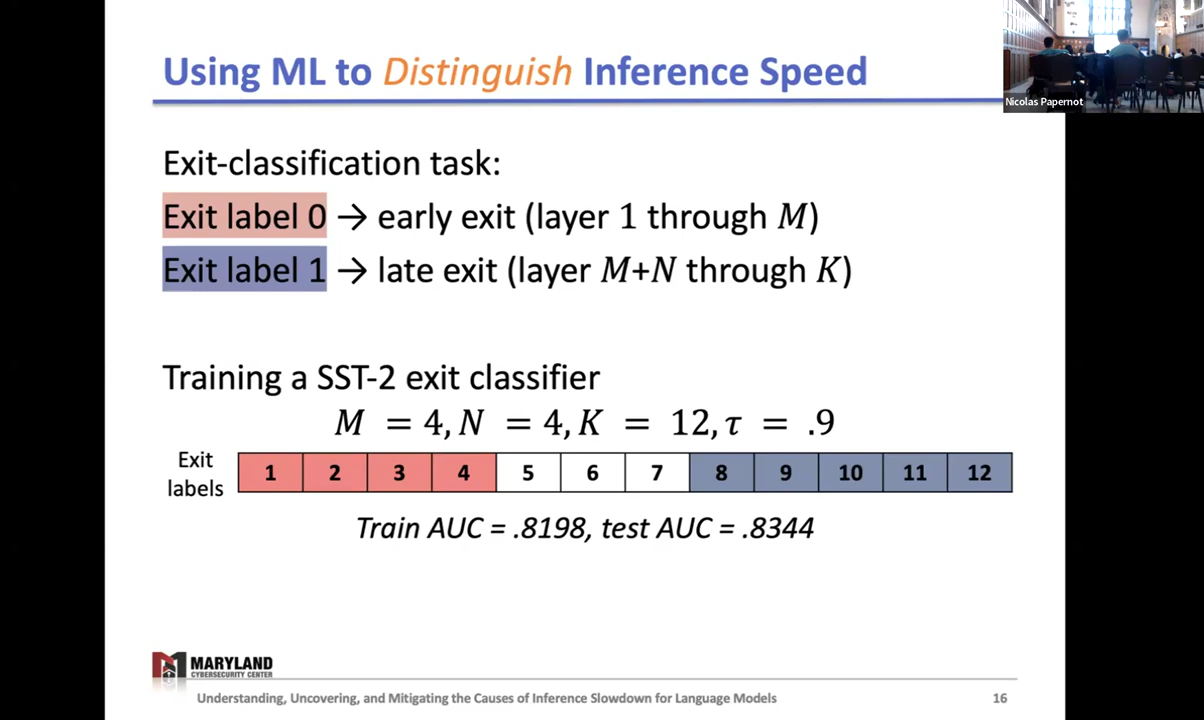 Using ML to Distinguish Inference Speed
Nicolas Papernot
Exit-classification task:
Exit label 0 → early exit (layer 1 through M)
Exit label 1 → late exit (layer M+N through K)
Training a SST-2 exit classifier
M = 4, N = 4, K = 12, τ = .9
Exit labels
1 2 3 4 5 6 7 8 9 10 11 12
Train AUC = .8198, test AUC = .8344
MARYLAND
CYBERSECURITY CENTER
Understanding, Uncovering, and Mitigating the Causes of Inference Slowdown for Language Models
16